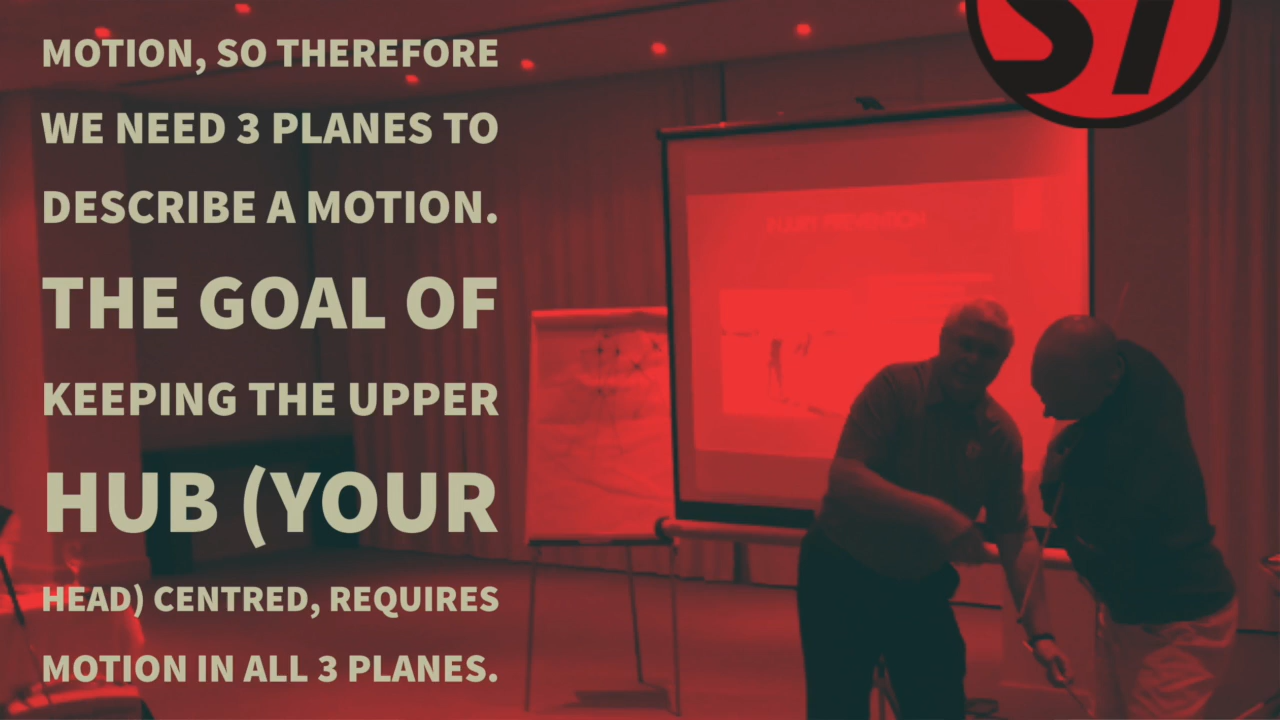 MOTION, SO THEREFORE
WE NEED 3 PLANES TO
DESCRIBE A MOTION.
THE GOAL OF
KEEPING THE UPPER
HUB (YOUR
HEAD) CENTRED, REQUIRES
MOTION IN ALL 3 PLANES.